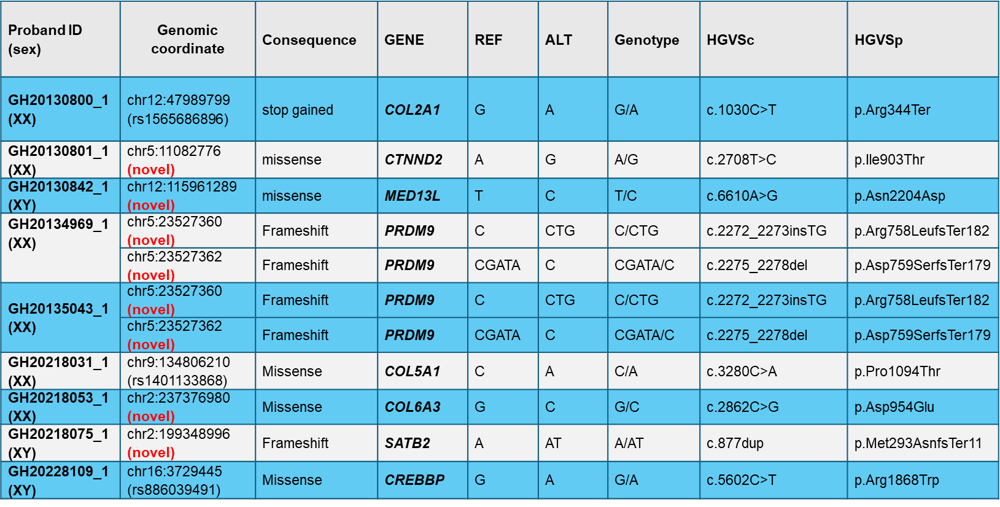 Proband ID (sex) Genomic coordinate Consequence GENE REF ALT Genotype HGVSc HGVSp
GH20130800_1 (XX) chr12:47989799 (rs1565686896) stop gained COL2A1 G A G/A c.1030C>T p.Arg344Ter
GH20130801_1 (XX) chr5:11082776 (novel) missense CTNND2 A G A/G c.2708T>C p.Ile903Thr
GH20130842_1 (XY) chr12:115961289 (novel) missense MED13L T C T/C c.6610A>G p.Asn2204Asp
GH20134969_1 (XX) chr5:23527360 (novel) Frameshift PRDM9 C CTG C/CTG c.2272_2273insTG p.Arg758LeufsTer182
chr5:23527362 (novel) Frameshift PRDM9 CGATA C CGATA/C c.2275_2278del p.Asp759SerfsTer179
GH20135043_1 (XX) chr5:23527360 (novel) Frameshift PRDM9 C CTG C/CTG c.2272_2273insTG p.Arg758LeufsTer182
chr5:23527362 (novel) Frameshift PRDM9 CGATA C CGATA/C c.2275_2278del p.Asp759SerfsTer179
GH20218031_1 (XX) chr9:134806210 (rs1401133868) Missense COL5A1 C A C/A c.3280C>A p.Pro1094Thr
GH20218053_1 (XX) chr2:237376980 (novel) Missense COL6A3 G C G/C c.2862C>G p.Asp954Glu
GH20218075_1 (XY) chr2:199348996 (novel) Frameshift SATB2 A AT A/AT c.877dup p.Met293AsnfsTer11
GH20228109_1 (XY) chr16:3729445 (rs886039491) Missense CREBBP G A G/A c.5602C>T p.Arg1868Trp